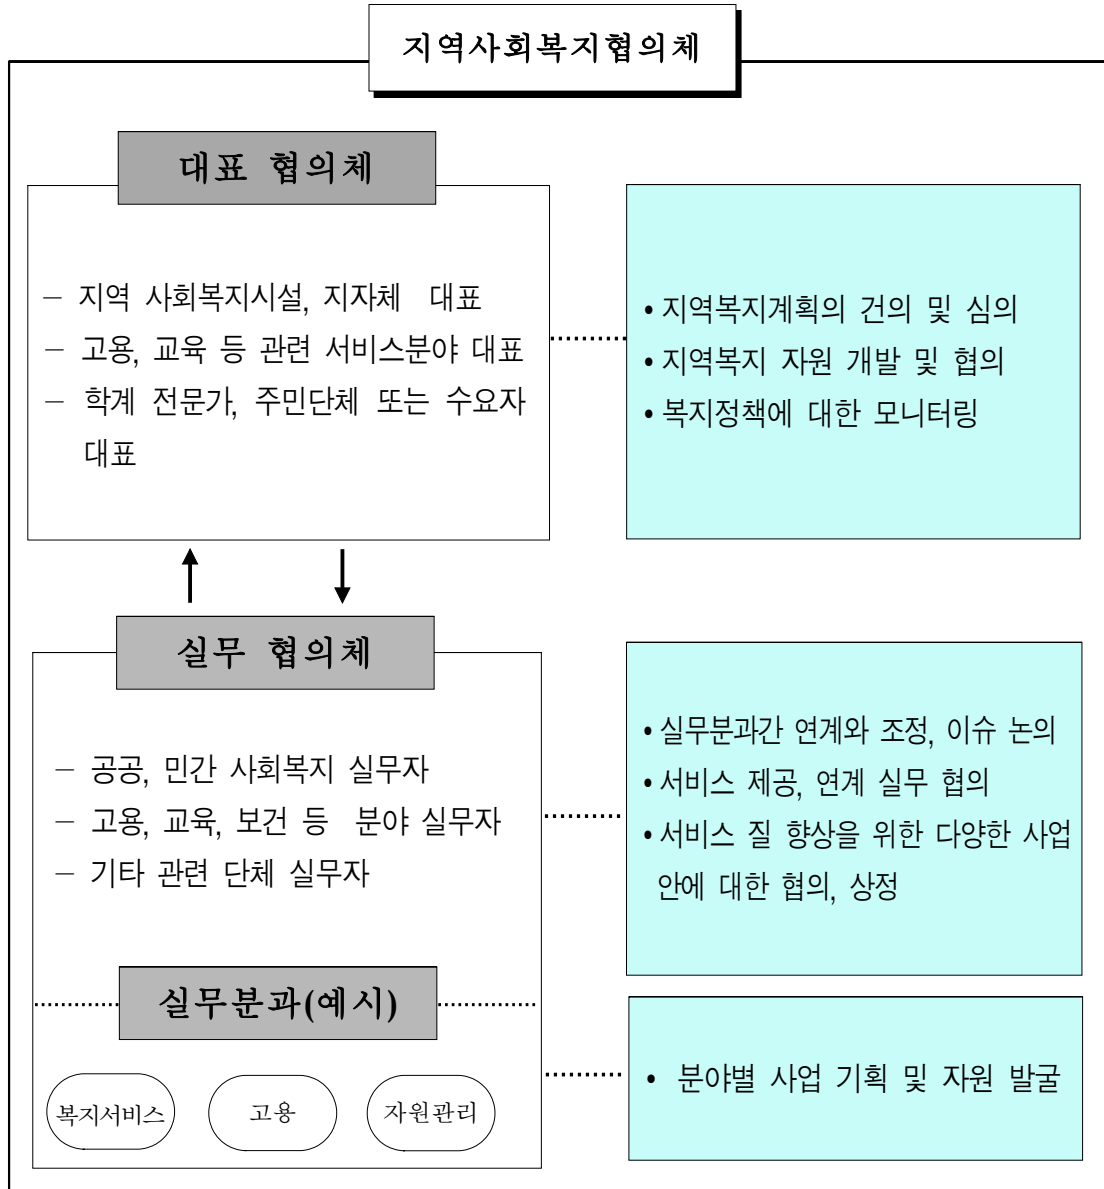 지역사회복지협의체
대표 협의체
– 지역 사회복지시설, 지자체 대표
– 고용, 교육 등 관련 서비스분야 대표
– 학계 전문가, 주민단체 또는 수요자
대표
• 지역복지계획의 건의 및 심의
• 지역복지 자원 개발 및 협의
• 복지정책에 대한 모니터링
실무 협의체
– 공공, 민간 사회복지 실무자
– 고용, 교육, 보건 등 분야 실무자
– 기타 관련 단체 실무자
• 실무분과간 연계와 조정, 이슈 논의
• 서비스 제공, 연계 실무 협의
• 서비스 질 향상을 위한 다양한 사업
안에 대한 협의, 상정
실무분과(예시)
복지서비스
고용
자원관리
• 분야별 사업 기획 및 자원 발굴